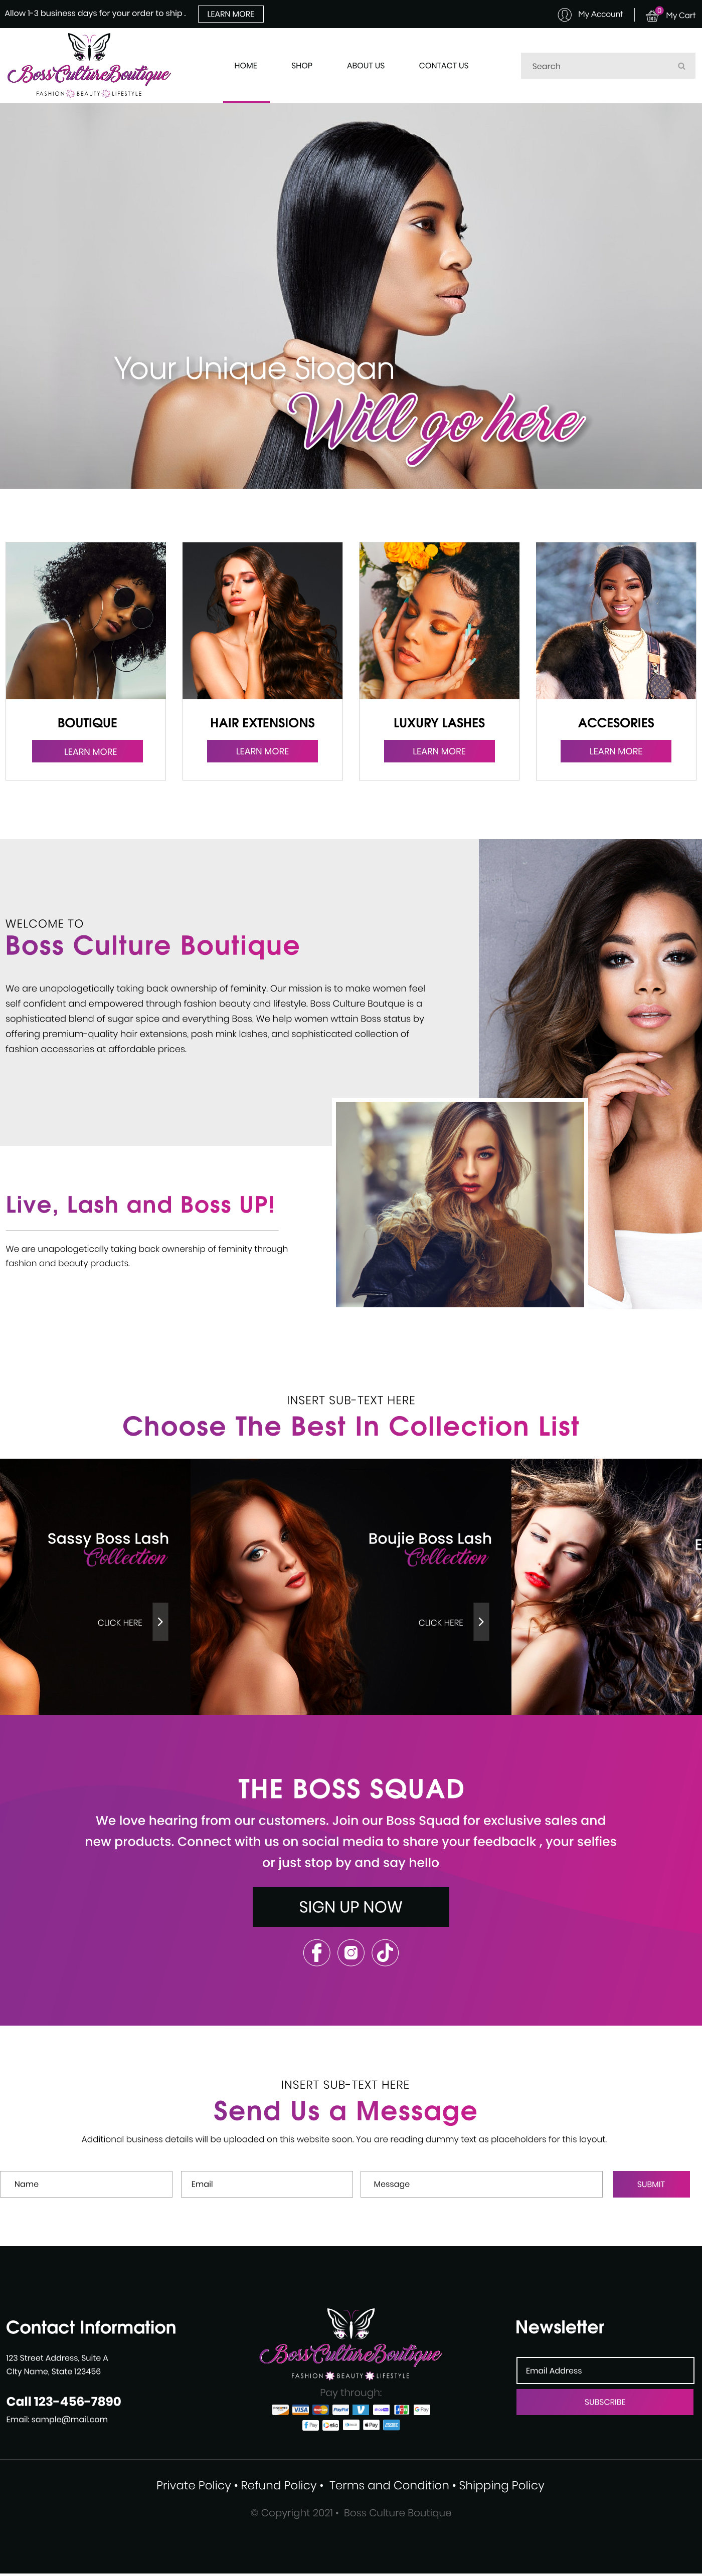 Allow 1-3 business days for your order to ship .
LEARN MORE
My Account
0
My Cart
BossCultureBoutique
FASHION BEAUTY LIFESTYLE
HOME
SHOP
ABOUT US
CONTACT US
Search
Your Unique Slogan
Will go here
BOUTIQUE
LEARN MORE
HAIR EXTENSIONS
LEARN MORE
LUXURY LASHES
LEARN MORE
ACCESORIES
LEARN MORE
WELCOME TO
Boss Culture Boutique
We are unapologetically taking back ownership of feminity. Our mission is to make women feel
self confident and empowered through fashion beauty and lifestyle. Boss Culture Boutqe is a
sophisticated blend of sugar spice and everything Boss, We help women wttain Boss status by
offering premium-quality hair extensions, posh mink lashes, and sophisticated collection of
fashion accessories at affordable prices.
Live, Lash and Boss UP!
We are unapologetically taking back ownership of feminity through
fashion and beauty products.
INSERT SUB-TEXT HERE
Choose The Best In Collection List
Sassy Boss Lash
Collection
CLICK HERE
Boujie Boss Lash
Collection
CLICK HERE
E
THE BOSS SQUAD
We love hearing from our customers. Join our Boss Squad for exclusive sales and
new products. Connect with us on social media to share your feedbaclk , your selfies
or just stop by and say hello
SIGN UP NOW
INSERT SUB-TEXT HERE
Send Us a Message
Additional business details will be uploaded on this website soon. You are reading dummy text as placeholders for this layout.
Name
Email
Message
SUBMIT
Contact Information
123 Street Address, Suite A
CIty Name, State 123456
Call 123-456-7890
Email: sample@mail.com
BossCultureBoutique
FASHION BEAUTY LIFESTYLE
Pay through:
VISA
PayPal
G Pay
Pay
Newsletter
Email Address
SUBSCRIBE
Private Policy • Refund Policy • Terms and Condition • Shipping Policy
© Copyright 2021 • Boss Culture Boutique